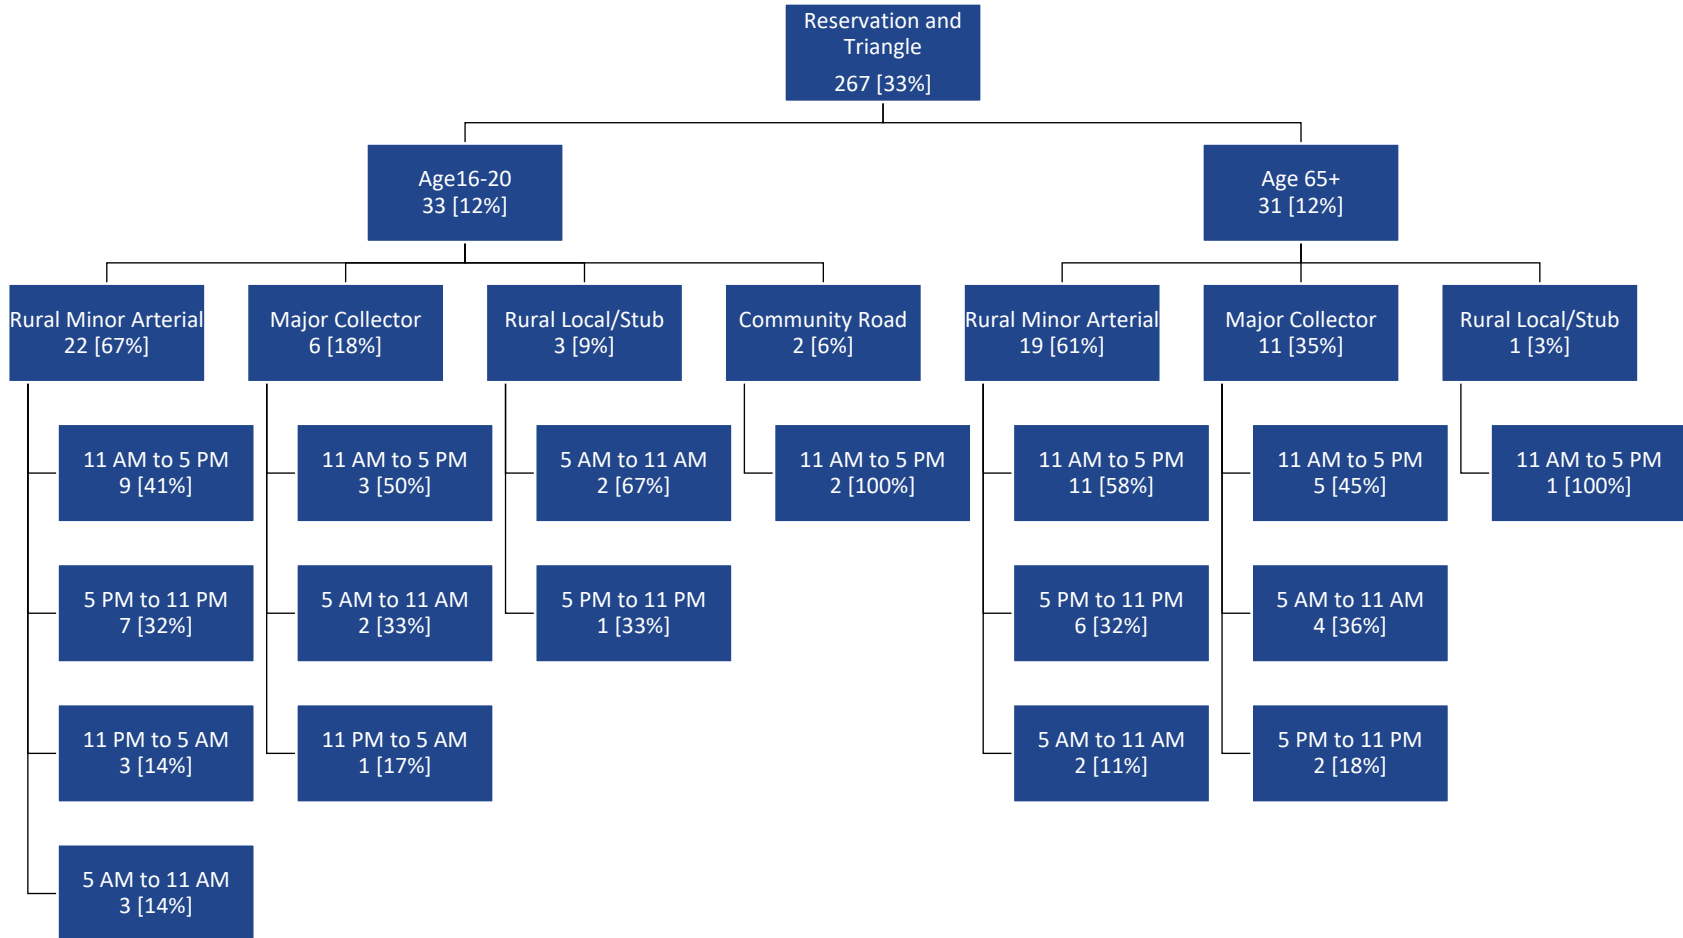 Reservation and
Triangle
267 [33%]
Age16-20
33 [12%]
Age 65+
31 [12%]
Rural Minor Arterial
22 [67%]
Major Collector
6 [18%]
Rural Local/Stub
3 [9%]
Community Road
2 [6%]
Rural Minor Arterial
19 [61%]
Major Collector
11 [35%]
Rural Local/Stub
1 [3%]
11 AM to 5 PM
9 [41%]
11 AM to 5 PM
3 [50%]
5 AM to 11 AM
2 [67%]
11 AM to 5 PM
2 [100%]
11 AM to 5 PM
11 [58%]
11 AM to 5 PM
5 [45%]
11 AM to 5 PM
1 [100%]
5 PM to 11 PM
7 [32%]
5 AM to 11 AM
2 [33%]
5 PM to 11 PM
1 [33%]
5 PM to 11 PM
6 [32%]
5 AM to 11 AM
4 [36%]
11 PM to 5 AM
3 [14%]
11 PM to 5 AM
1 [17%]
5 AM to 11 AM
2 [11%]
5 PM to 11 PM
2 [18%]
5 AM to 11 AM
3 [14%]